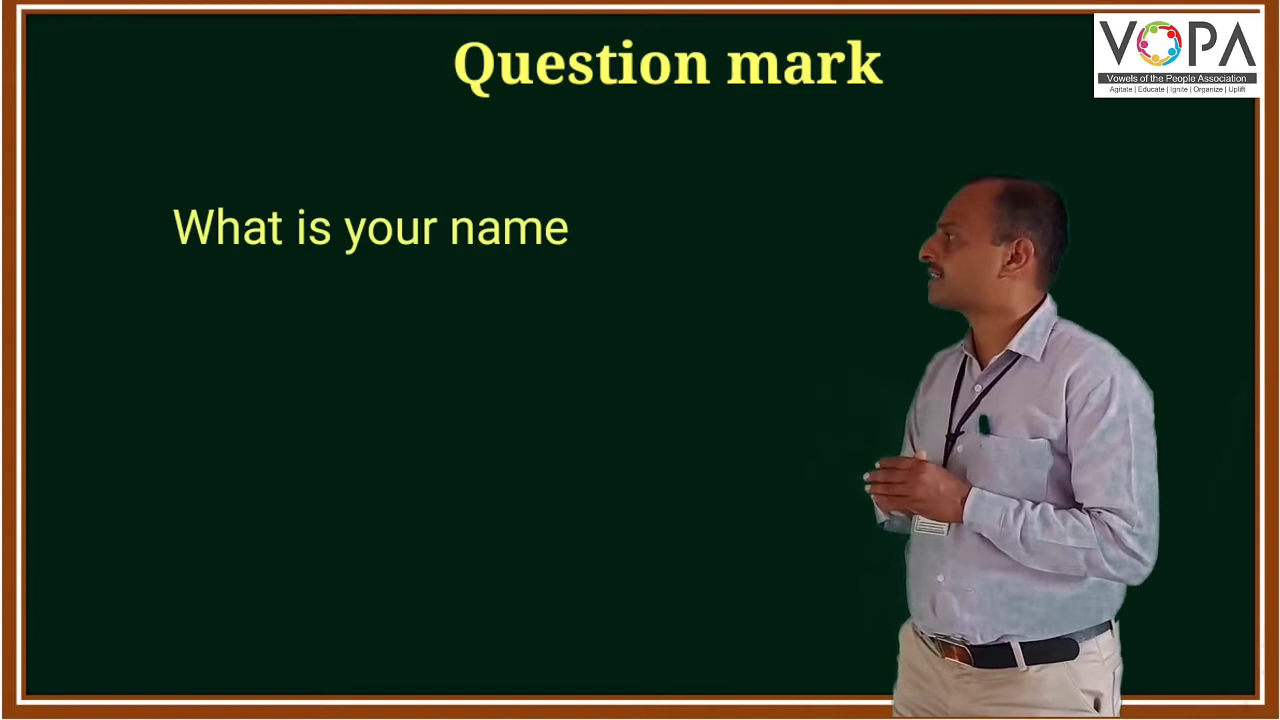 Question mark
VOPA
Vowels of the People Association
Agitate | Educate | Ignite | Organize | Uplift
What is your name